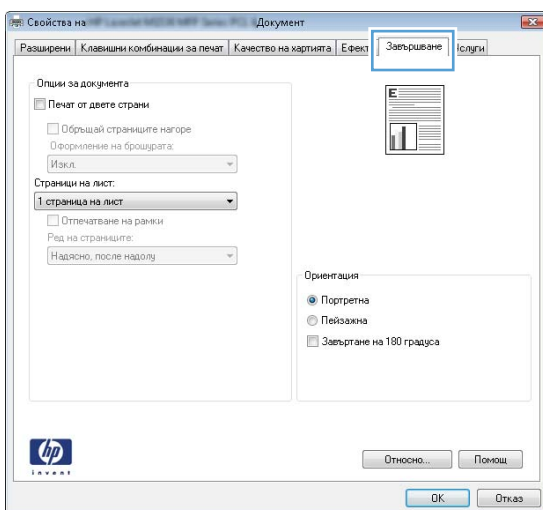 Свойства на Документ
Разширени Клавишни комбинации за печат Качество на хартията Ефект Завършване слуги
Опции за документа
Печат от двете страни
Обръщай страниците нагоре
Оформление на брошурата:
Изкл.
Страници на лист:
1 страница на лист
Отпечатване на рамки
Ред на страниците:
Надясно, после надолу
E
Ориентация
Портретна
Пейзажна
Завъртане на 180 градуса
hp
invent
Относно... Помощ
OK Отказ